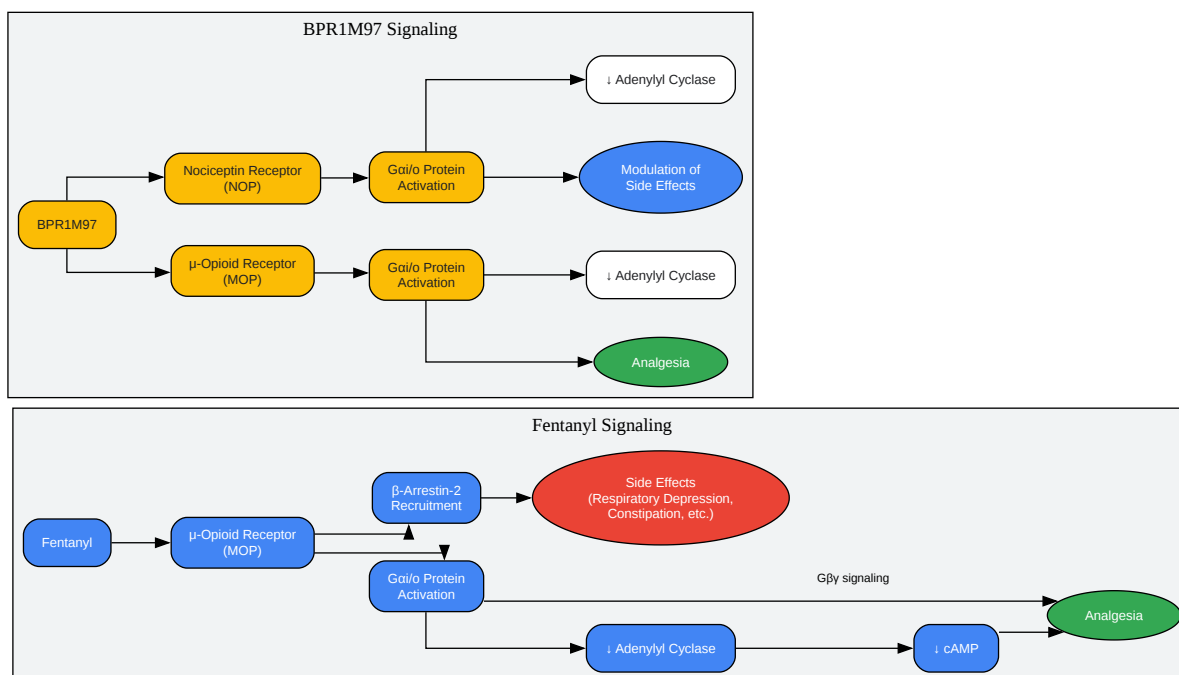 BPR1M97 Signaling
↓ Adenylyl Cyclase
Nociceptin Receptor
(NOP)
Gαi/o Protein
Activation
Modulation of
Side Effects
BPR1M97
μ-Opioid Receptor
(MOP)
Gαi/o Protein
Activation
↓ Adenylyl Cyclase
Analgesia
Fentanyl Signaling
β-Arrestin-2
Recruitment
Side Effects
(Respiratory Depression,
Constipation, etc.)
Fentanyl
μ-Opioid Receptor
(MOP)
Gαi/o Protein
Activation
Gβγ signaling
Analgesia
↓ Adenylyl Cyclase
↓ cAMP